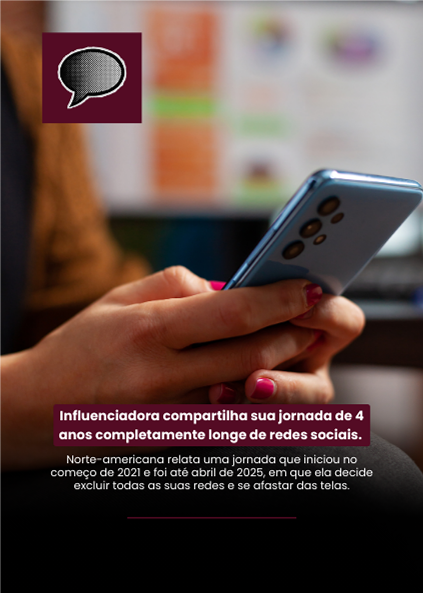 Influenciadora compartilha sua jornada de 4
anos completamente longe de redes sociais.
Norte-americana relata uma jornada que iniciou no
começo de 2021 e foi até abril de 2025, em que ela decide
excluir todas as suas redes e se afastar das telas.